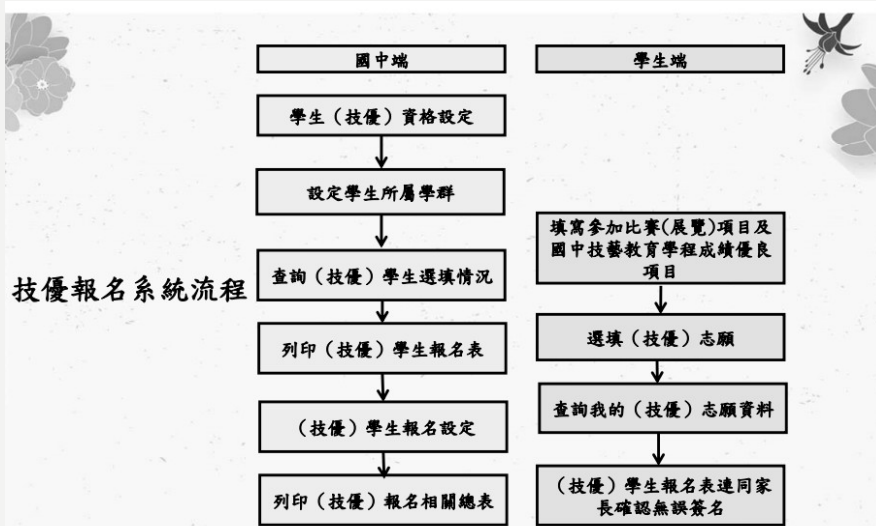 技優報名系統流程
國中端
學生（技優）資格設定
設定學生所屬學群
查詢（技優）學生選填情況
列印（技優）學生報名表
（技優）學生報名設定
列印（技優）報名相關總表
學生端
填寫參加比賽(展覽)項目及
國中技藝教育學程成績優良
項目
選填（技優）志願
查詢我的（技優）志願資料
（技優）學生報名表連同家
長確認無誤簽名